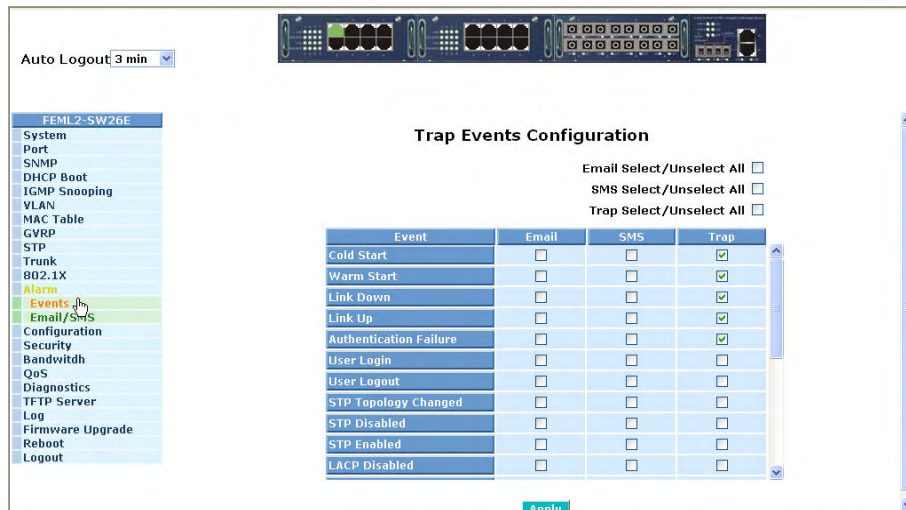 Auto Logout 3 min
FEML2-SW26E
System
Port
SNMP
DHCP Boot
IGMP Snooping
VLAN
MAC Table
GVRP
STP
Trunk
802.1X
Alarm
Events
Email/SMS
Configuration
Security
Bandwitdh
QoS
Diagnostics
TFTP Server
Log
Firmware Upgrade
Reboot
Logout
Trap Events Configuration
Email Select/Unselect All
SMS Select/Unselect All
Trap Select/Unselect All
Event Email SMS Trap
Cold Start
Warm Start
Link Down
Link Up
Authentication Failure
User Login
User Logout
STP Topology Changed
STP Disabled
STP Enabled
LACP Disabled
Apply